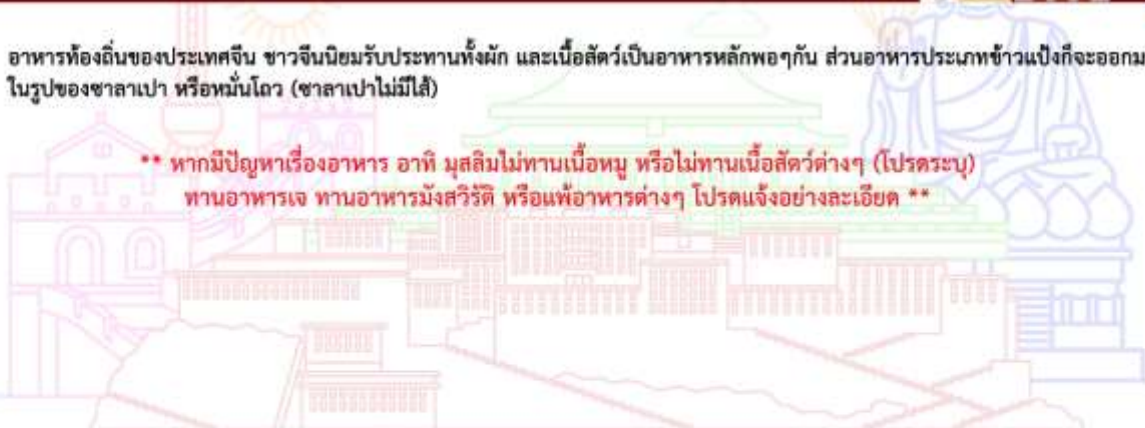 อาหารท้องถิ่นของประเทศจีน ชาวจีนนิยมรับประทานทั้งผัก และเนื้อสัตว์เป็นอาหารหลักพอๆกัน ส่วนอาหารประเภทข้าวแป้งก็จะออกม
ในรูปของซาลาเปา หรือหมั่นโถว (ซาลาเปาไม่มีไส้)
** หากมีปัญหาเรื่องอาหาร อาทิ มุสลิมไม่ทานเนื้อหมู หรือไม่ทานเนื้อสัตว์ต่างๆ (โปรดระบุ)
ทานอาหารเจ ทานอาหารมังสวิรัติ หรือแพ้อาหารต่างๆ โปรดแจ้งอย่างละเอียด **